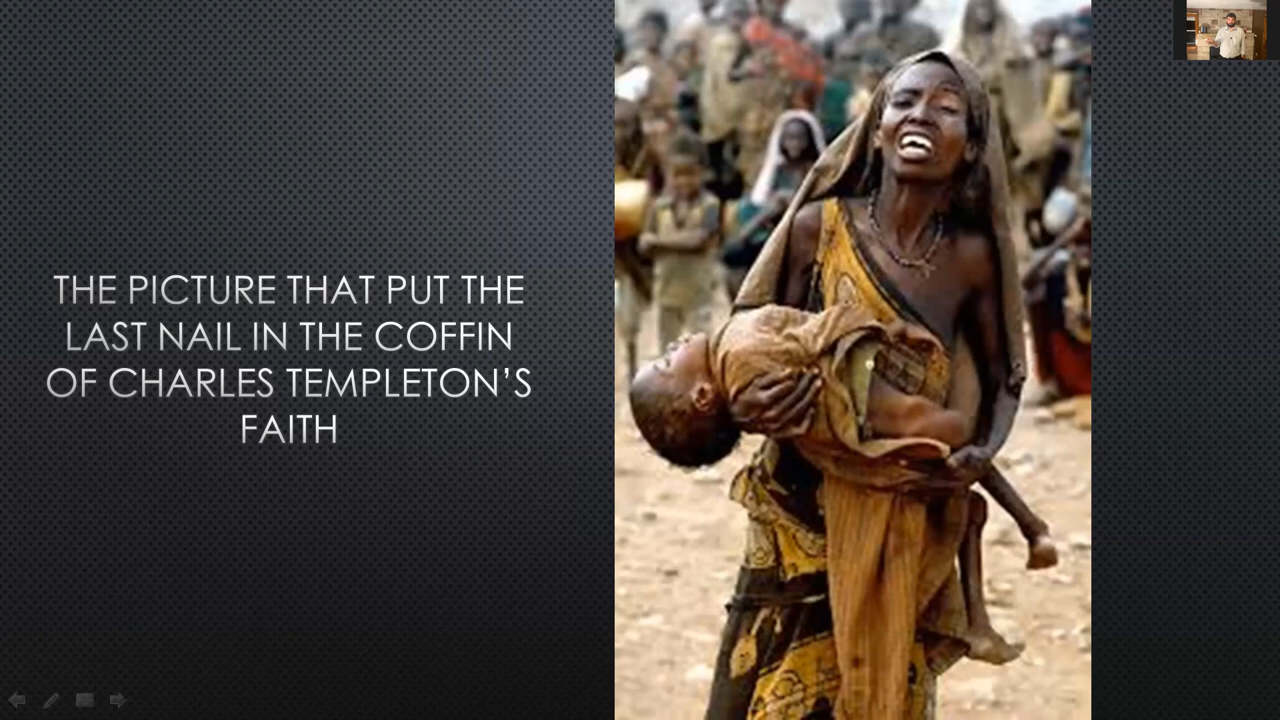 THE PICTURE THAT PUT THE
LAST NAIL IN THE COFFIN
OF CHARLES TEMPLETON’S
FAITH